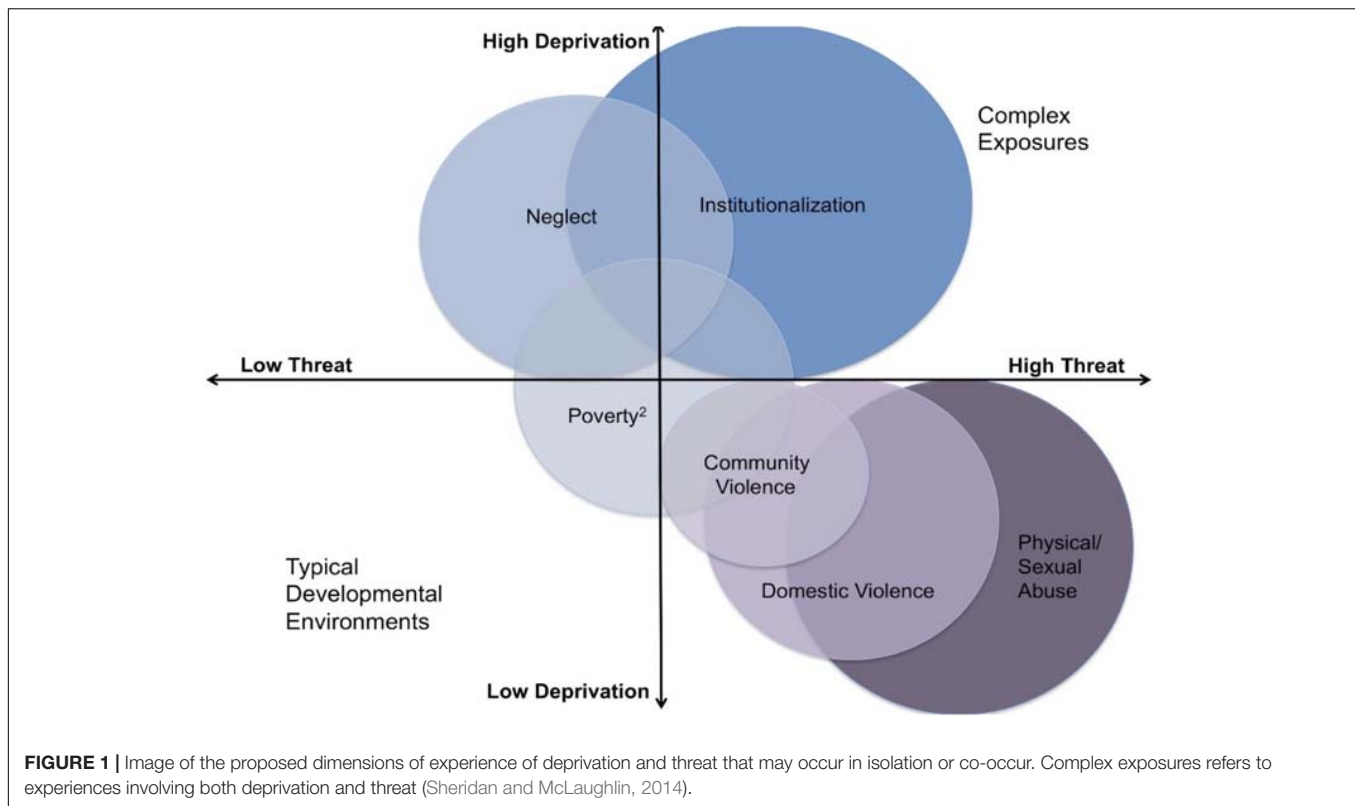 High Deprivation
Complex
Exposures
Neglect
Institutionalization
Low Threat
High Threat
Poverty²
Community
Violence
Physical/
Sexual
Abuse
Typical
Developmental
Environments
Domestic Violence
Low Deprivation
FIGURE 1 | Image of the proposed dimensions of experience of deprivation and threat that may occur in isolation or co-occur. Complex exposures refers to
experiences involving both deprivation and threat (Sheridan and McLaughlin, 2014).